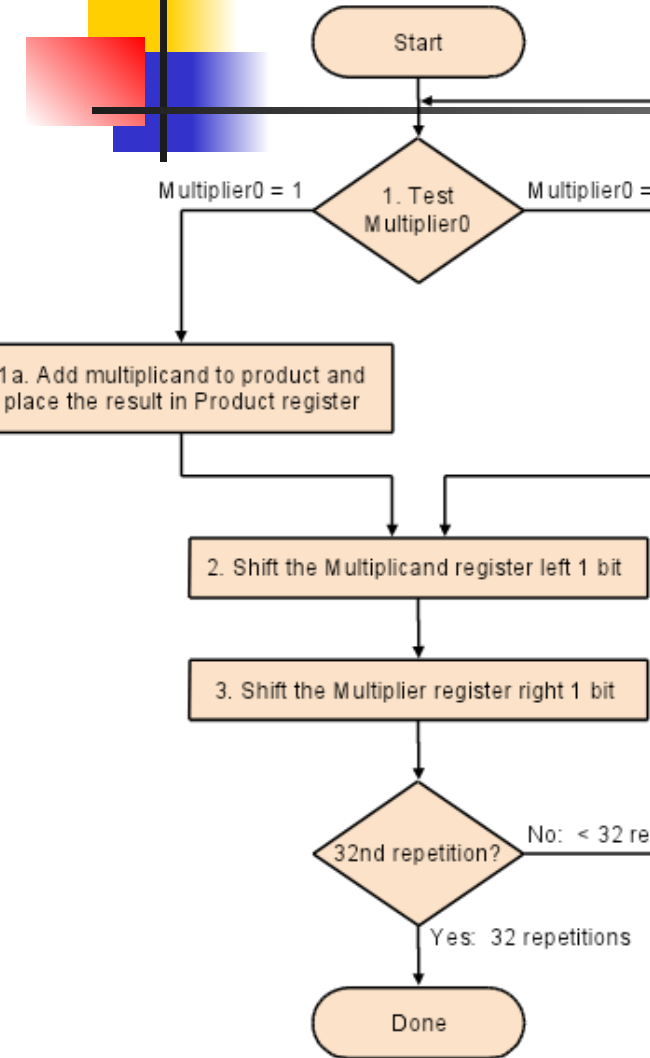 Start
Multiplier0 = 1
1. Test
Multiplier0
Multiplier0 =
1a. Add multiplicand to product and
place the result in Product register
2. Shift the Multiplicand register left 1 bit
3. Shift the Multiplier register right 1 bit
32nd repetition?
No: < 32 re
Yes: 32 repetitions
Done